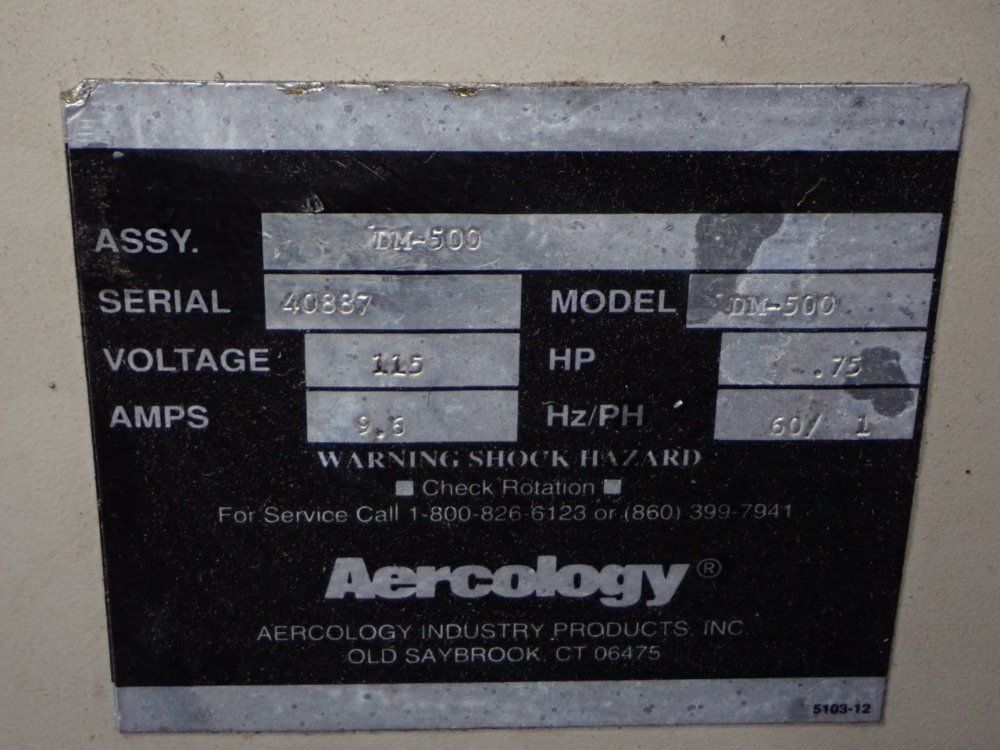 ASSY. DM-500
SERIAL 40887 MODEL DM-500
VOLTAGE 115 HP .75
AMPS 9.6 Hz/PH 60/ 1
WARNING SHOCK HAZARD
Check Rotation
For Service Call 1-800-826-6123 or (860) 399-7941
Aercology®
AERCOLOGY INDUSTRY PRODUCTS, INC
OLD SAYBROOK, CT 06475
5103-12